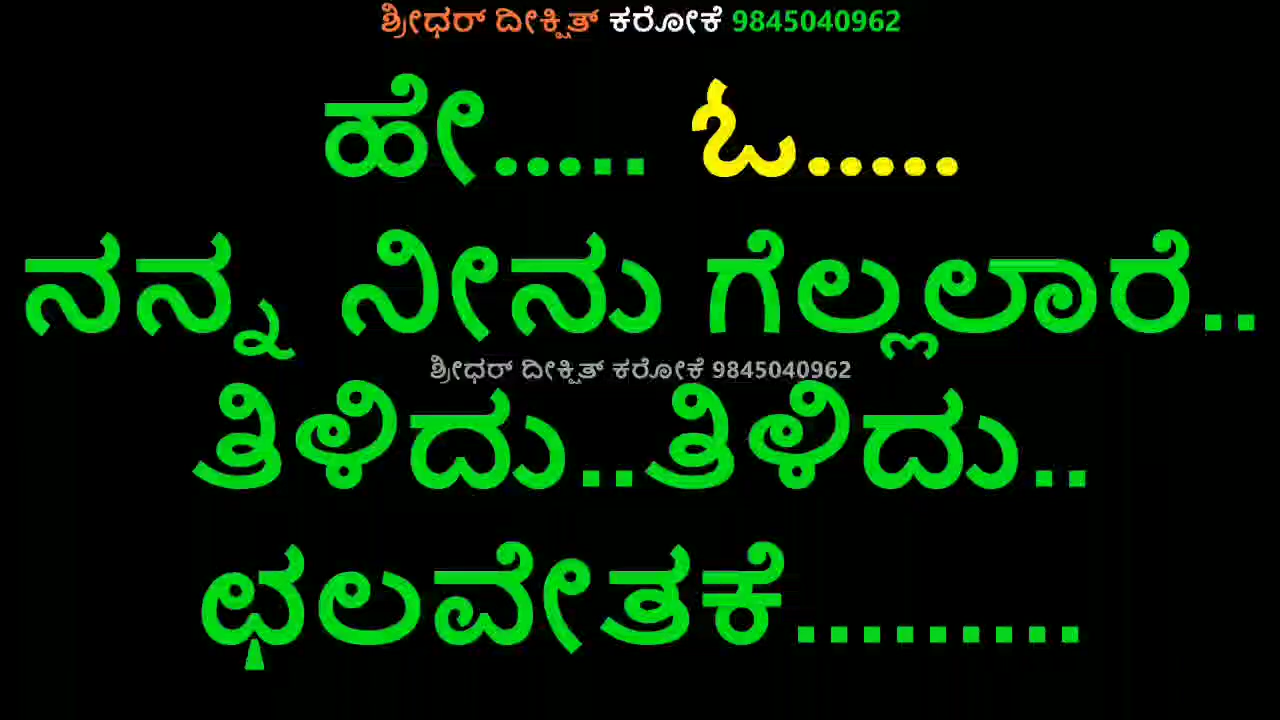 ಶ್ರೀಧರ್ ದೀಕ್ಷಿತ್ ಕರೋಕೆ 9845040962
ಹೇ..... ಓ.....
ನನ್ನ ನೀನು ಗೆಲ್ಲಲಾರೆ..
ಶ್ರೀಧರ್ ದೀಕ್ಷಿತ್ ಕರೋಕೆ 9845040962
ತಿಳಿದು..ತಿಳಿದು..
ಛಲವೇತಕೆ.........